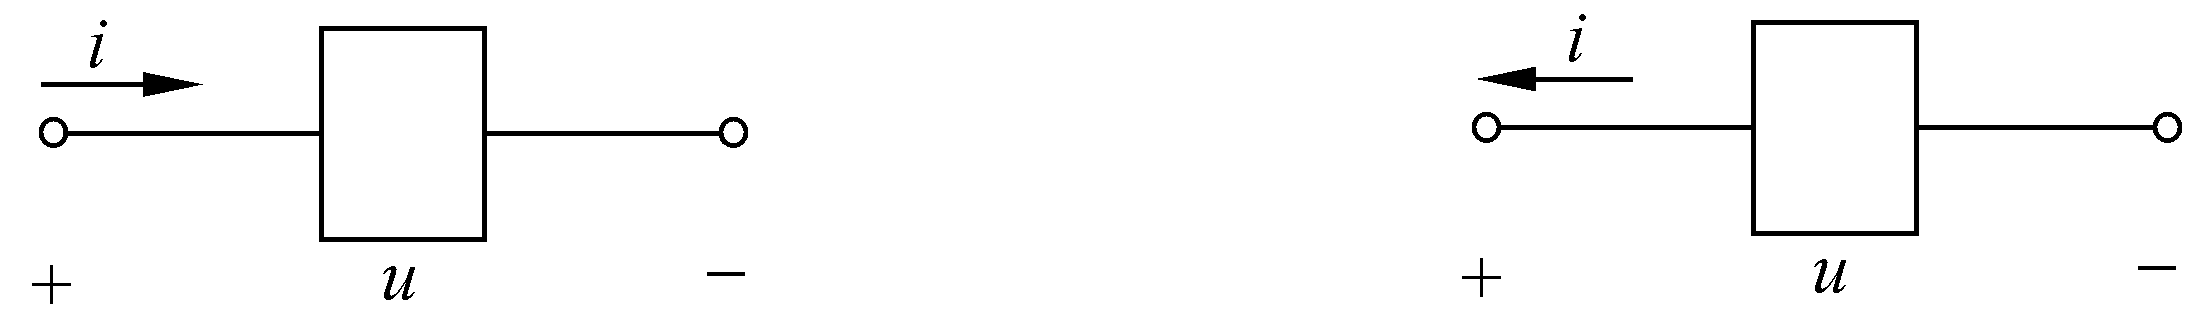 i i
+ u − + u −